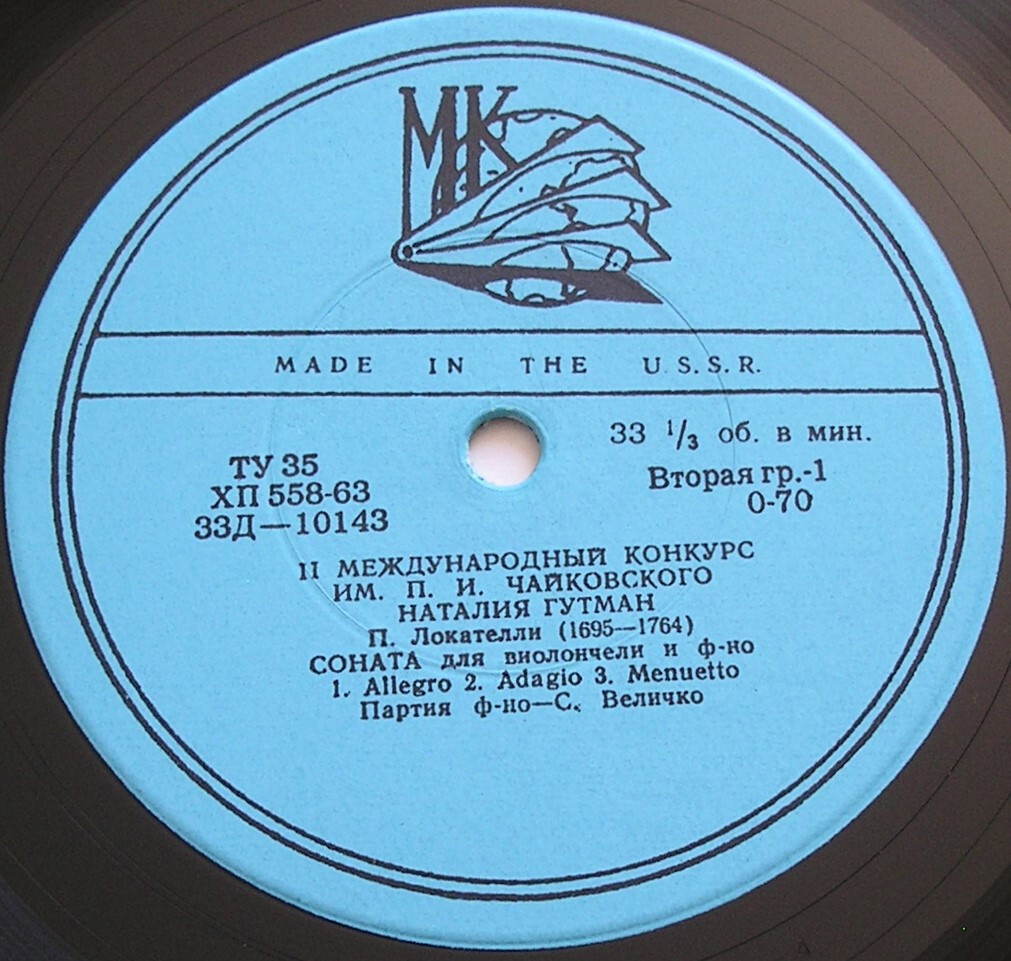 МК
MADE IN THE U.S.S.R.
33 1/3 об. в мин.
Вторая гр.-1
0-70
ТУ 35
ХП 558-63
33Д—10143
II МЕЖДУНАРОДНЫЙ КОНКУРС
ИМ. П. И. ЧАЙКОВСКОГО
НАТАЛИЯ ГУТМАН
П. Локателли (1695—1764)
СОНАТА для виолончели и ф-но
1. Allegro 2. Adagio 3. Menuetto
Партия ф-но—С. Величко